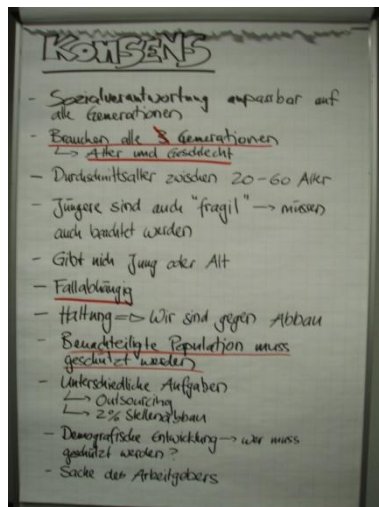 KONSENS
- Sozialverantwortung anpassbar auf
alle Generationen
- Brauchen alle 3 Generationen
↳ Alter und Geschlecht
- Durchschnittsalter zwischen 20-60 Alter
- Jüngere sind auch "fragil" → müssen
auch beachtet werden
- Gibt nich Jung oder Alt
- Fallabhängig
- Haltung => Wir sind gegen Abbau
- Benachteiligte Population muss
geschützt werden
- Unterschiedliche Aufgaben
↳ Outsourcing
↳ 2% Stellenabbau
- Demografische Entwicklung → wer muss
geschützt werden?
- Sache des Arbeitgebers